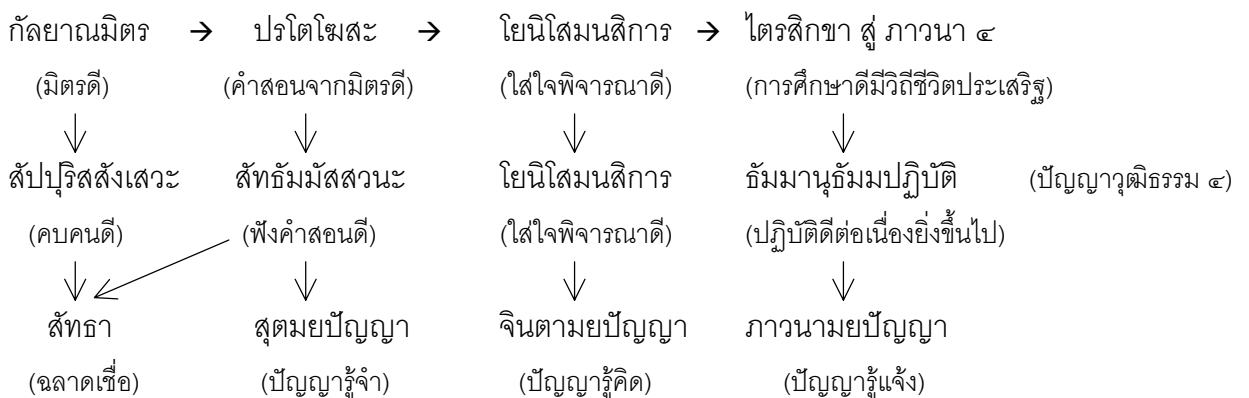 กัลยาณมิตร → ปรโตโฆสะ → โยนิโสมนสิการ → ไตรสิกขา สู่ ภาวนา ๔
(มิตรดี) (คำสอนจากมิตรดี) (ใส่ใจพิจารณาดี) (การศึกษาดีมีวิถีชีวิตประเสริฐ)
สัปปุริสสังเสวะ สัทธัมมัสสวนะ โยนิโสมนสิการ ธัมมานุธัมมปฏิบัติ (ปัญญาวุฒิธรรม ๔)
(คบคนดี) (ฟังคำสอนดี) (ใส่ใจพิจารณาดี) (ปฏิบัติดีต่อเนื่องยิ่งขึ้นไป)
สัทธา สุตมยปัญญา จินตามยปัญญา ภาวนามยปัญญา
(ฉลาดเชื่อ) (ปัญญารู้จำ) (ปัญญารู้คิด) (ปัญญารู้แจ้ง)